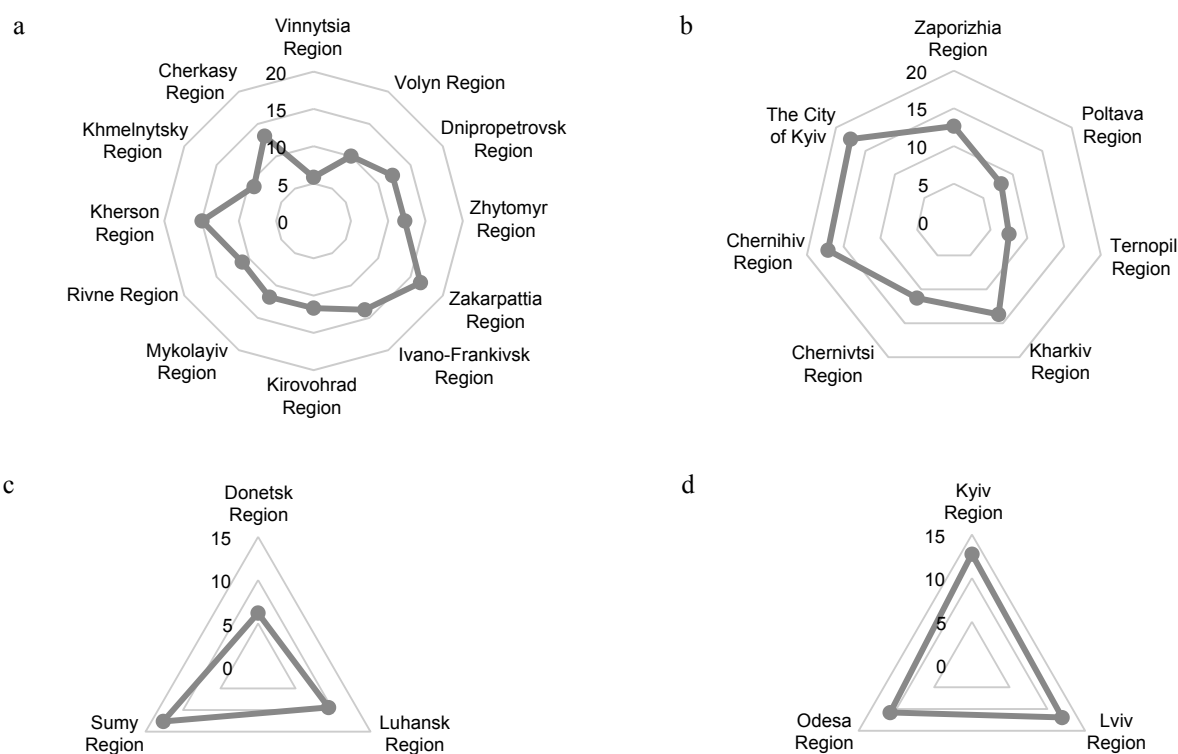 a
Vinnytsia
Region
Cherkasy
Region
20
Volyn Region
Khmelnytsky
Region
15
Dnipropetrovsk
Region
10
5
Kherson
Region
0
Zhytomyr
Region
Rivne Region
Zakarpattia
Region
Mykolayiv
Region
Ivano-Frankivsk
Region
Kirovohrad
Region
b
Zaporizhia
Region
20
The City
of Kyiv
15
Poltava
Region
10
5
0
Chernihiv
Region
Ternopil
Region
Chernivtsi
Region
Kharkiv
Region
c
Donetsk
Region
15
10
5
0
Sumy
Region
Luhansk
Region
d
Kyiv
Region
15
10
5
0
Odesa
Region
Lviv
Region